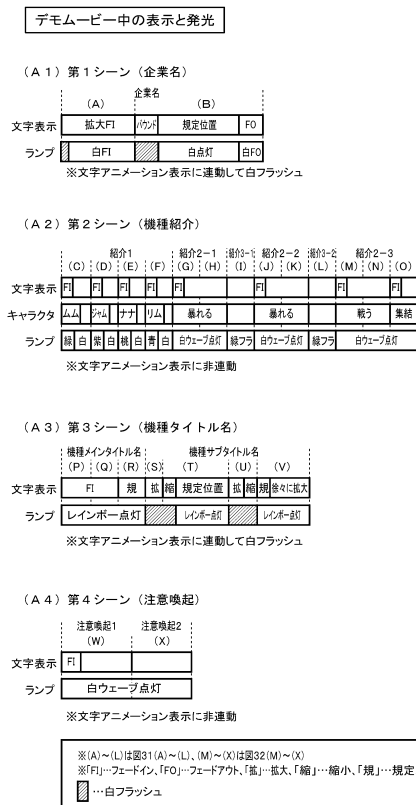 デモムービー中の表示と発光
(A1)第1シーン(企業名)
企業名
(A) (B)
文字表示 拡大FI バウンド 規定位置 FO
ランプ 白FI 白点灯 白FO
※文字アニメーション表示に連動して白フラッシュ
(A2)第2シーン(機種紹介)
紹介1 紹介2-1 紹介3-1 紹介2-2 紹介3-2 紹介2-3
(C) (D) (E) (F) (G) (H) (I) (J) (K) (L) (M) (N) (O)
文字表示 FI FI FI FI FI FI FI FI
キャラクタ ムム ジャム ナナ リム 暴れる 暴れる 戦う 集結
ランプ 緑 白 紫 白 桃 白 青 白 白ウェーブ点灯 緑フラ 白ウェーブ点灯 緑フラ 白ウェーブ点灯
※文字アニメーション表示に非連動
(A3)第3シーン(機種タイトル名)
機種メインタイトル名 機種サブタイトル名
(P) (Q) (R) (S) (T) (U) (V)
文字表示 FI 規 拡 縮 規定位置 拡 縮 規 徐々に拡大
ランプ レインボー点灯 レインボー点灯 レインボー点灯
※文字アニメーション表示に連動して白フラッシュ
(A4)第4シーン(注意喚起)
注意喚起1 注意喚起2
(W) (X)
文字表示 FI
ランプ 白ウェーブ点灯
※文字アニメーション表示に非連動
※(A)~(L)は図31(A)~(L)、(M)~(X)は図32(M)~(X)
※「FI」…フェードイン、「FO」…フェードアウト、「拡」…拡大、「縮」…縮小、「規」…規定
…白フラッシュ